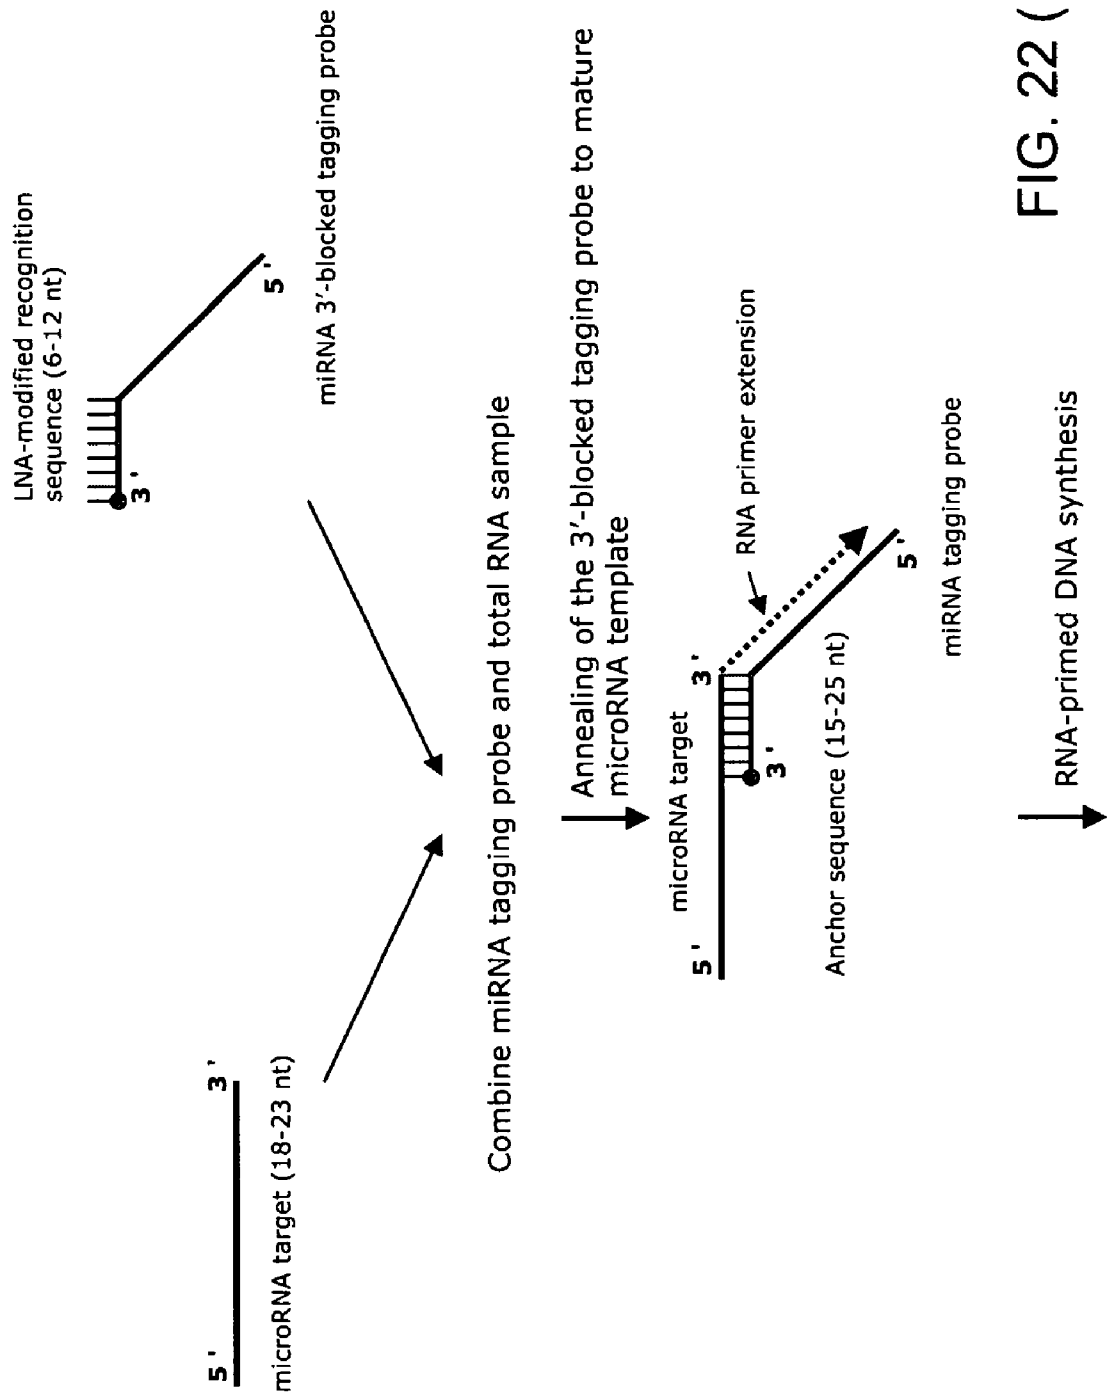 LNA-modified recognition
sequence (6-12 nt)
3'
5'
miRNA 3'-blocked tagging probe
5'
3'
microRNA target (18-23 nt)
Combine miRNA tagging probe and total RNA sample
Annealing of the 3'-blocked tagging probe to mature
microRNA template
microRNA target
5'
3'
RNA primer extension
3'
5'
Anchor sequence (15-25 nt)
miRNA tagging probe
RNA-primed DNA synthesis
FIG. 22 (